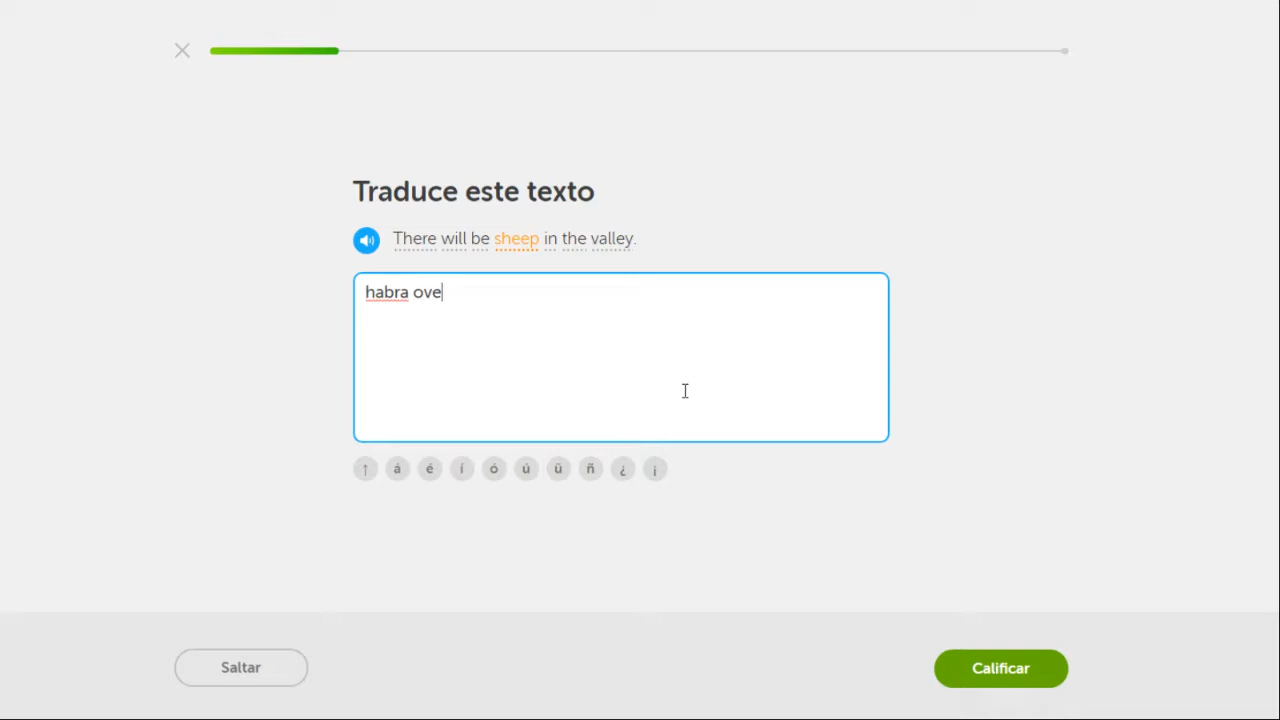 Traduce este texto
There will be sheep in the valley.
habra ove
↑ á é í ó ú ü ñ ¿ ¡
Saltar
Calificar